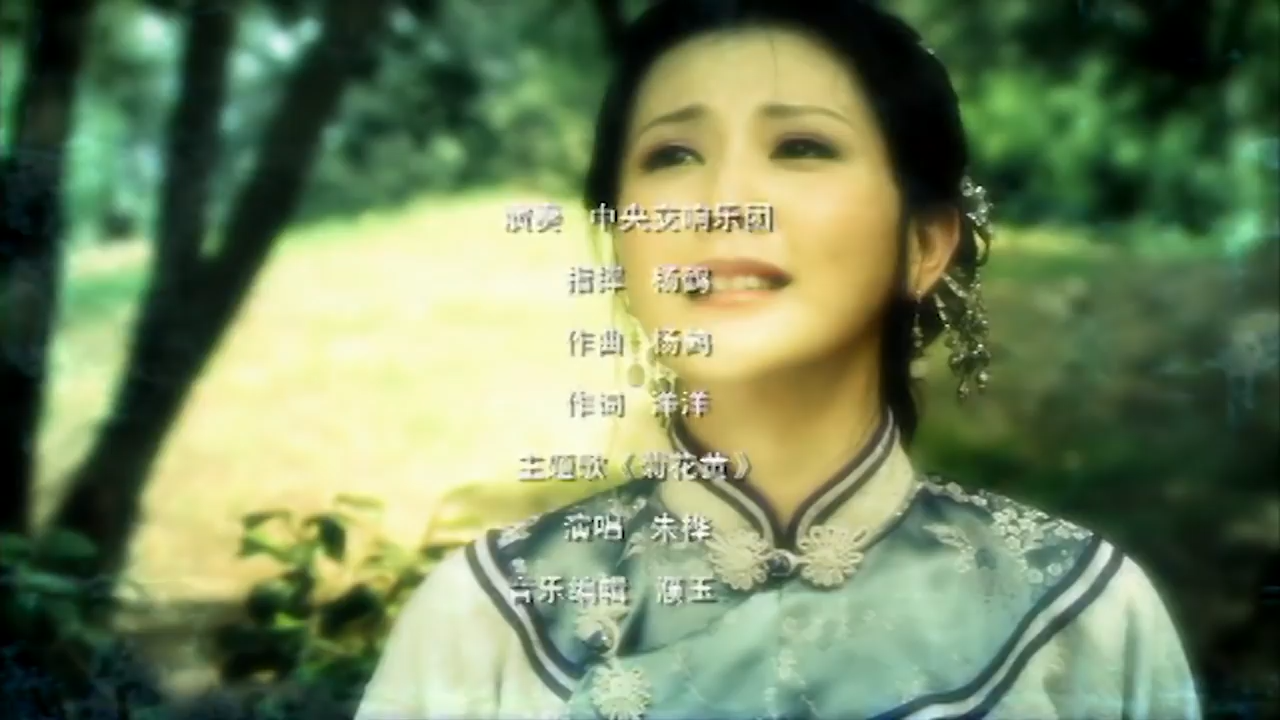 演奏 中央交响乐团
指挥 杨鸥
作曲 杨鸥
作词 洋洋
主题歌《菊花黄》
演唱 朱桦
音乐编辑 濮玉